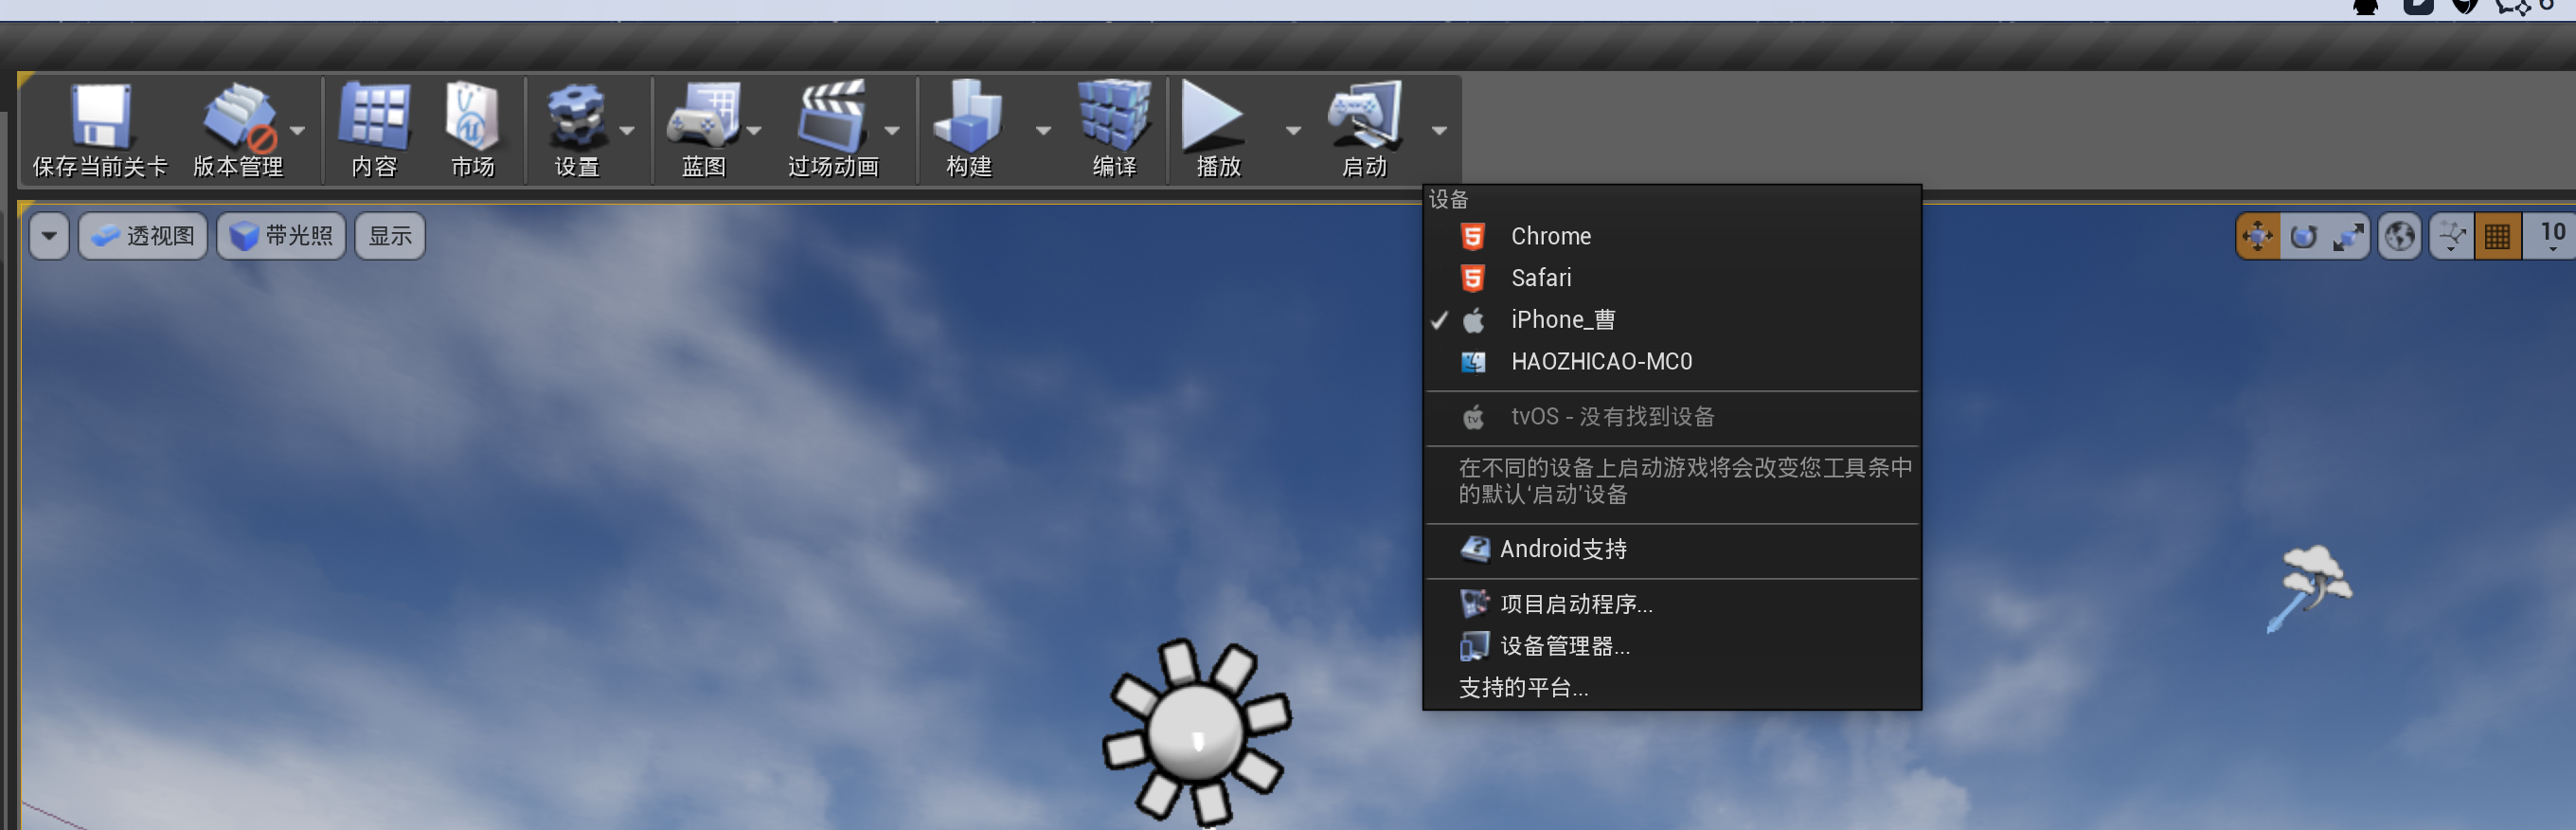 保存当前关卡
版本管理
内容
市场
设置
蓝图
过场动画
构建
编译
播放
启动
透视图
带光照
显示
10
设备
Chrome
Safari
iPhone_曹
HAOZHICAO-MC0
tvOS - 没有找到设备
在不同的设备上启动游戏将会改变您工具条中
的默认‘启动’设备
Android支持
项目启动程序...
设备管理器...
支持的平台...